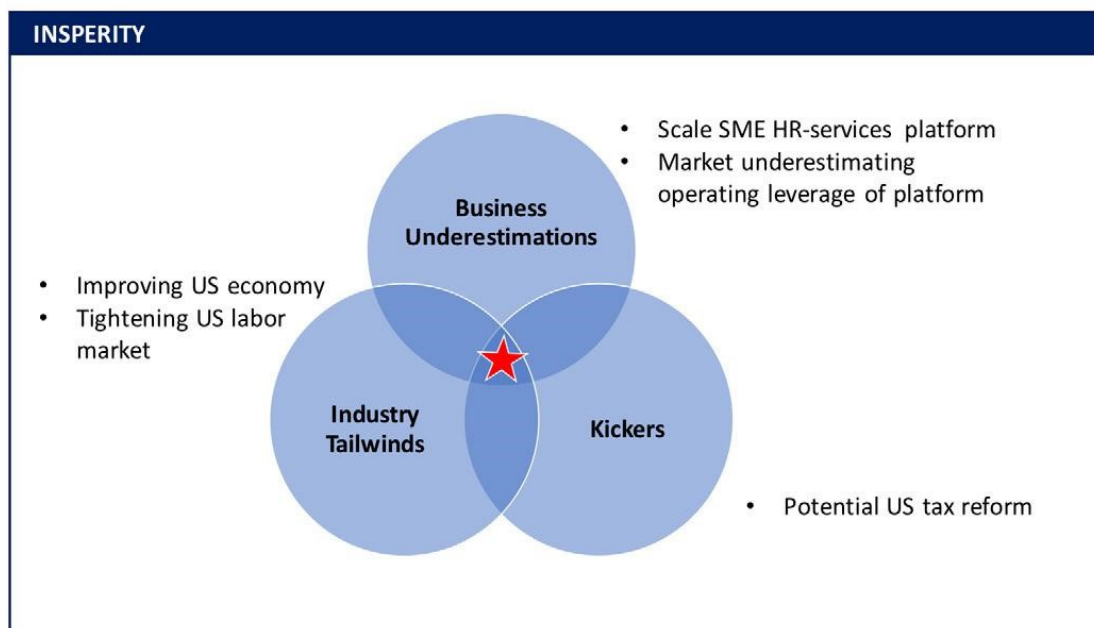 INSPERITY
• Scale SME HR-services platform
• Market underestimating
operating leverage of platform
Business
Underestimations
• Improving US economy
• Tightening US labor
market
Industry
Tailwinds
Kickers
• Potential US tax reform